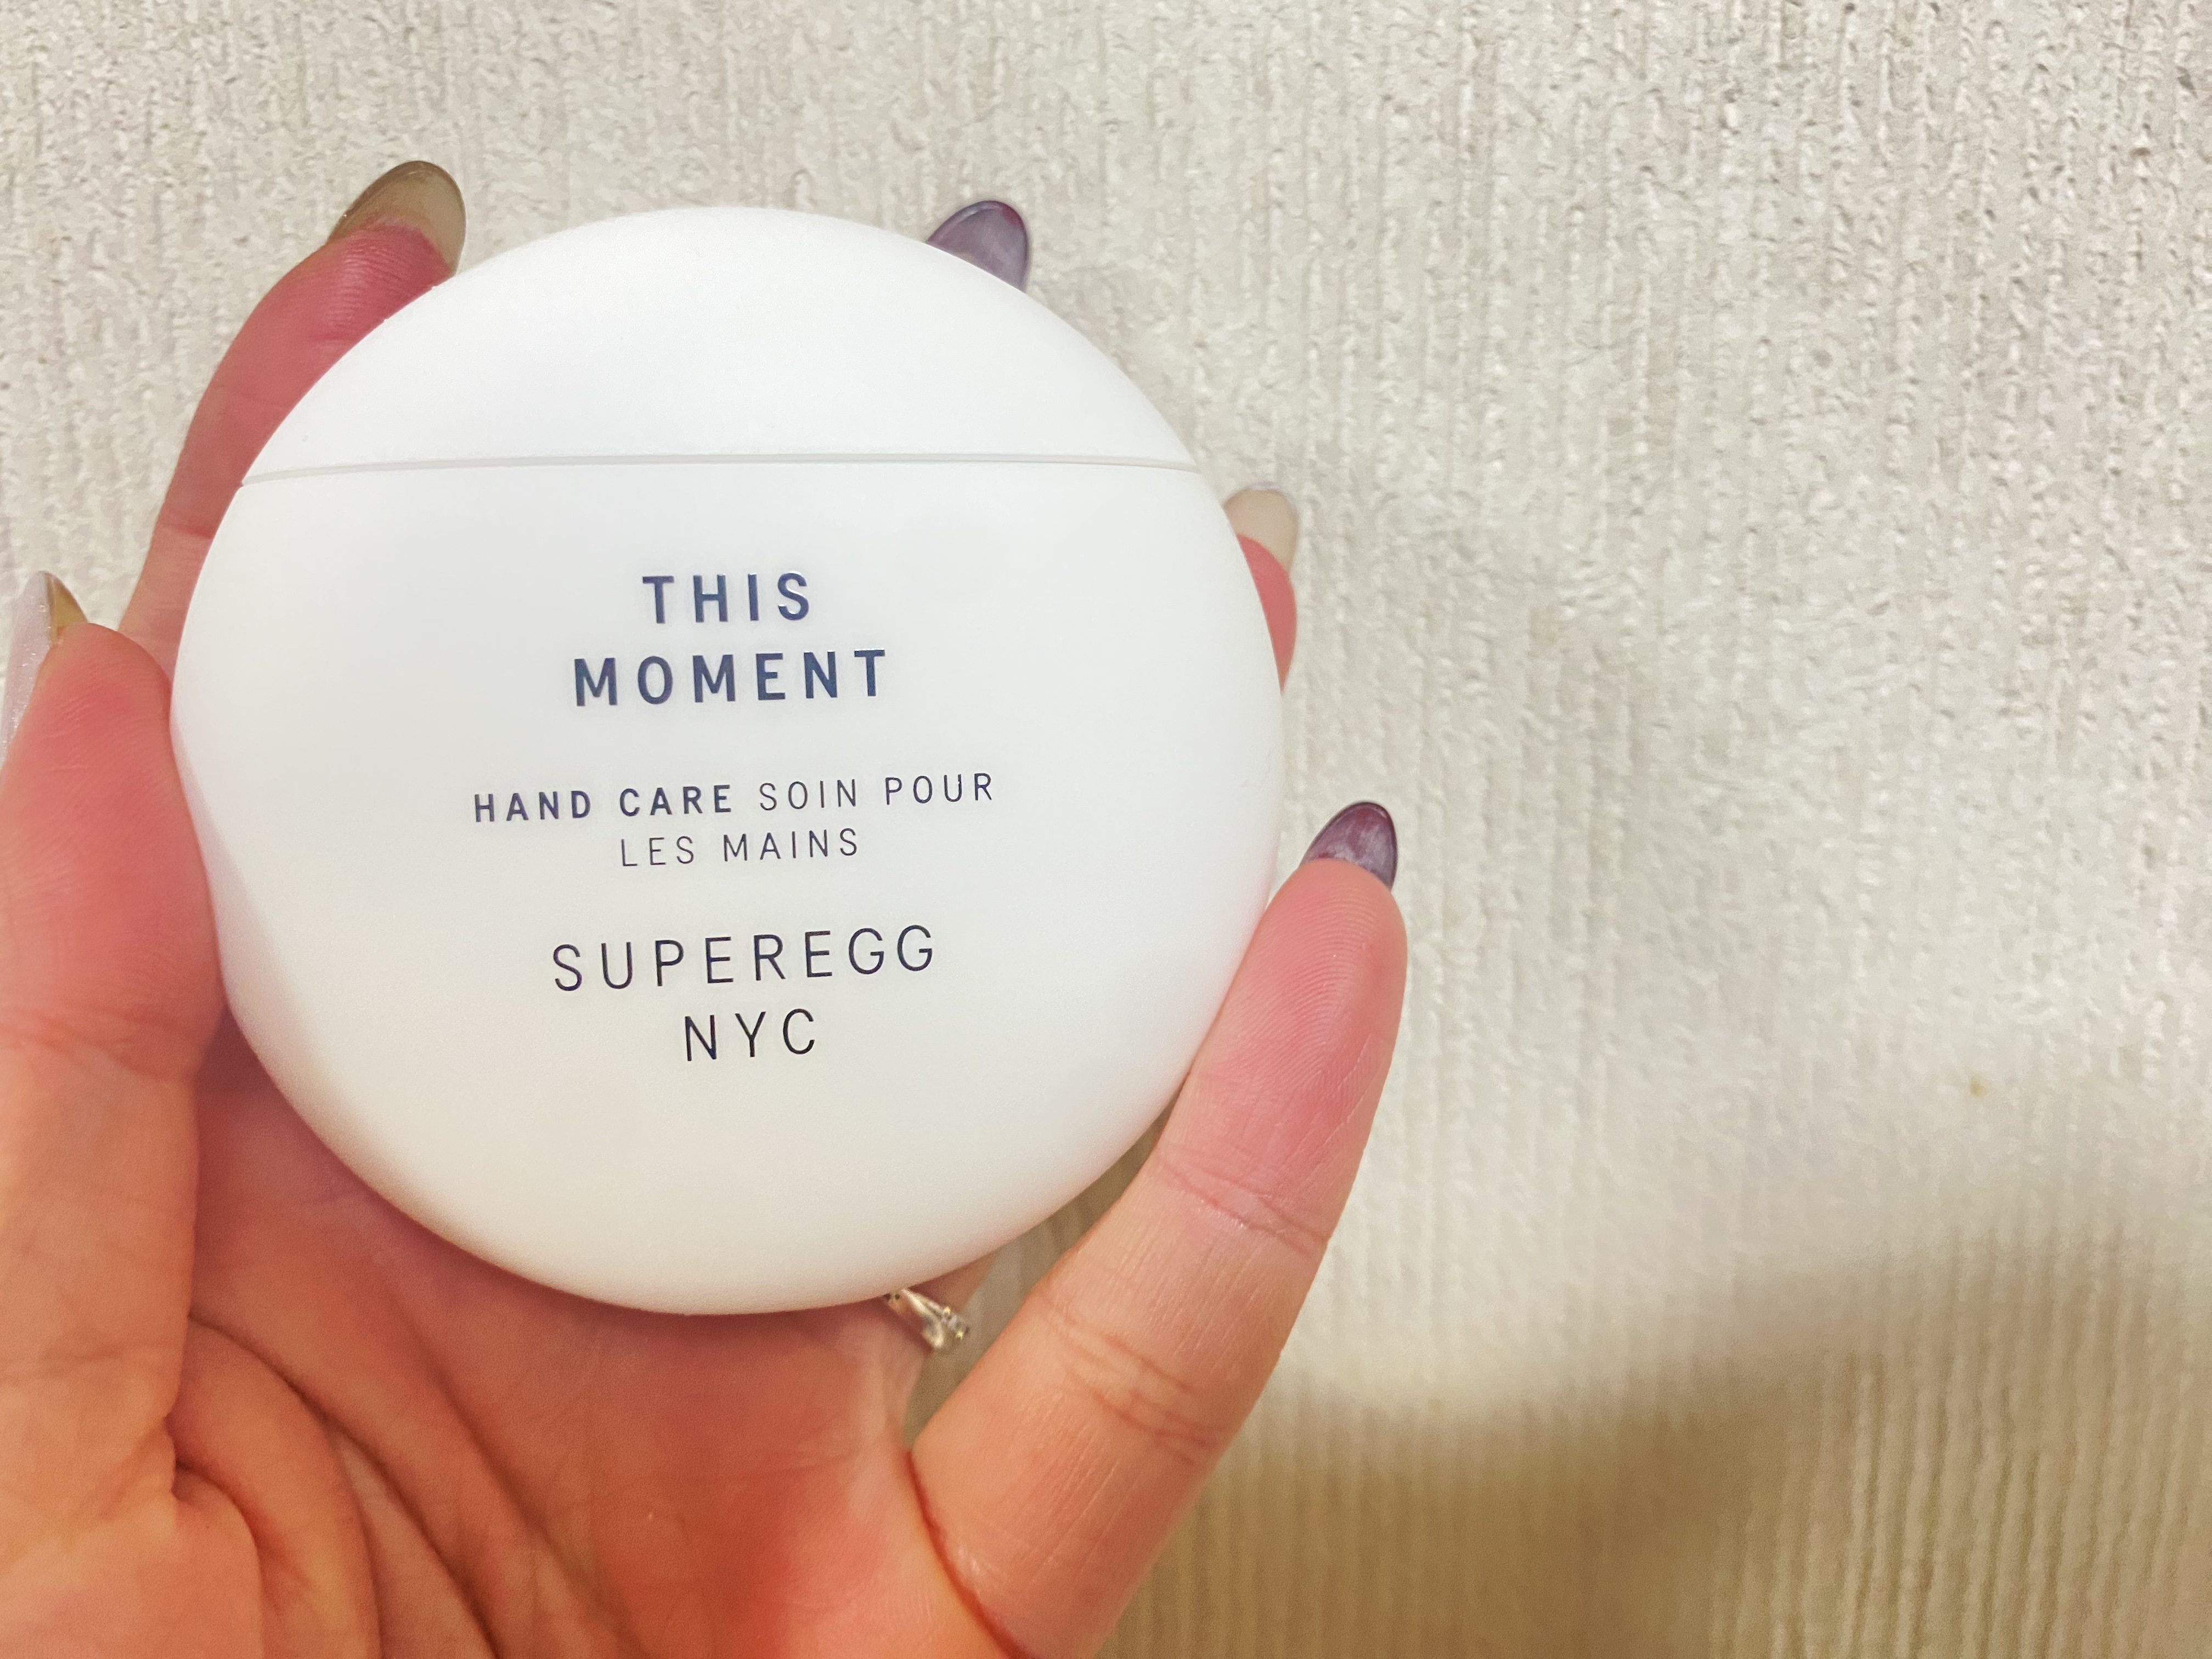 THIS
MOMENT
HAND CARE SOIN POUR
LES MAINS
SUPEREGG
NYC